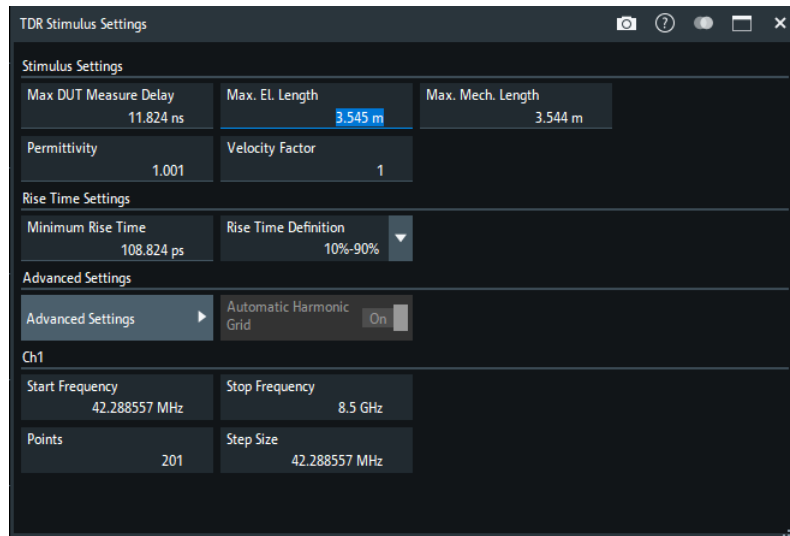 TDR Stimulus Settings
Stimulus Settings
Max DUT Measure Delay
11.824 ns
Max. El. Length
3.545 m
Max. Mech. Length
3.544 m
Permittivity
1.001
Velocity Factor
1
Rise Time Settings
Minimum Rise Time
108.824 ps
Rise Time Definition
10%-90%
Advanced Settings
Advanced Settings
Automatic Harmonic
Grid
On
Ch1
Start Frequency
42.288557 MHz
Stop Frequency
8.5 GHz
Points
201
Step Size
42.288557 MHz